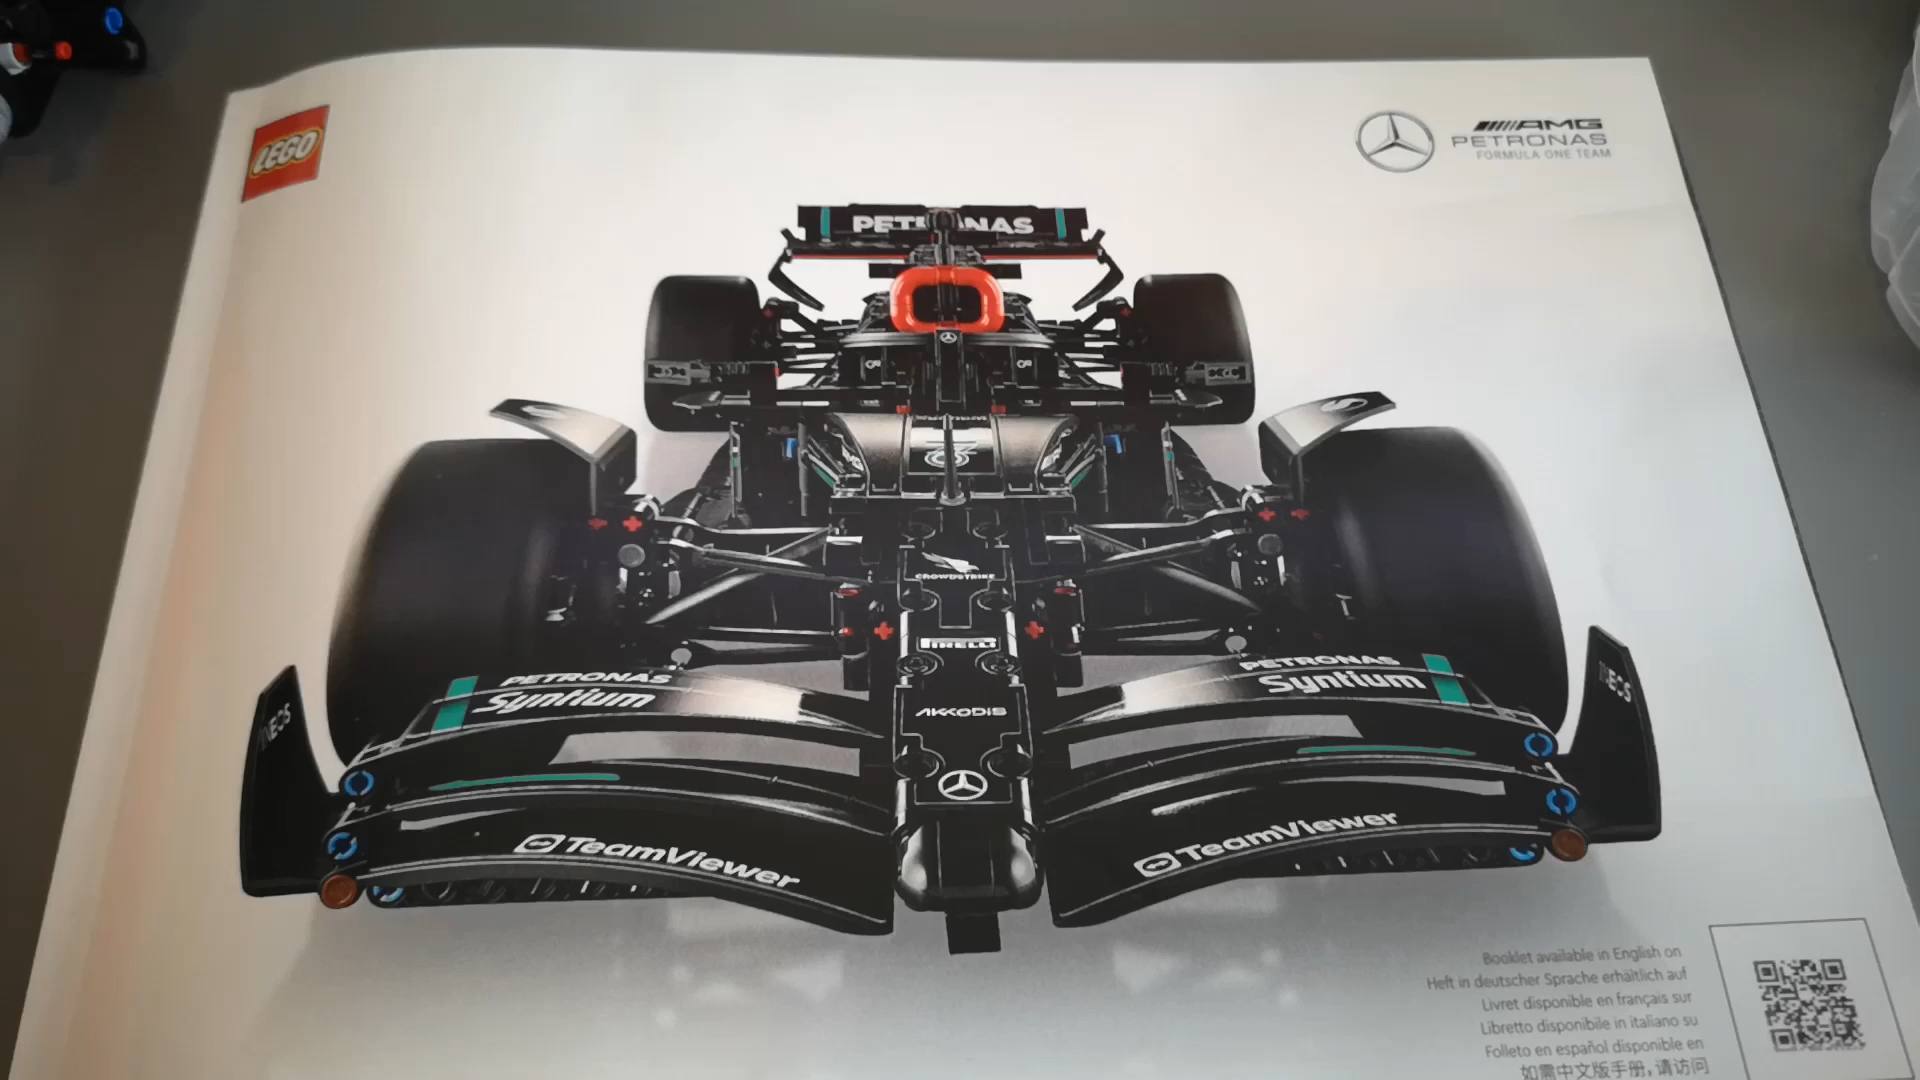 LEGO
AMG
PETRONAS
FORMULA ONE TEAM
PETRONAS
CROWDSTRIKE
PIRELLI
PETRONAS
Syntium
PETRONAS
Syntium
INEOS
AKKODIS
INEOS
TeamViewer
TeamViewer
Booklet available in English on
Heft in deutscher Sprache erhältlich auf
Livret disponible en français sur
Libretto disponibile in italiano su
Folleto en español disponible en
如需中文版手册，请访问